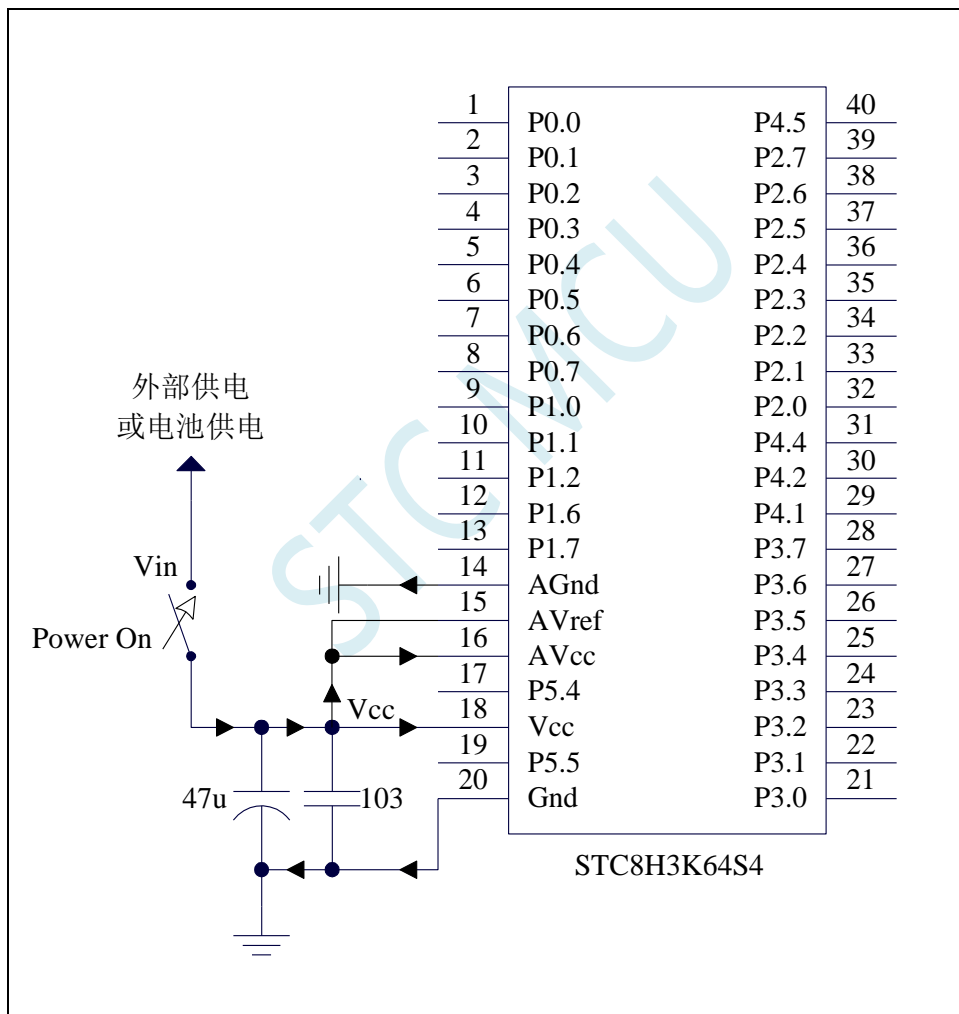 1 P0.0 P4.5 40
2 P0.1 P2.7 39
3 P0.2 P2.6 38
4 P0.3 P2.5 37
5 P0.4 P2.4 36
6 P0.5 P2.3 35
7 P0.6 P2.2 34
8 P0.7 P2.1 33
9 P1.0 P2.0 32
10 P1.1 P4.4 31
11 P1.2 P4.2 30
12 P1.6 P4.1 29
13 P1.7 P3.7 28
14 AGnd P3.6 27
15 AVref P3.5 26
16 AVcc P3.4 25
17 P5.4 P3.3 24
18 Vcc P3.2 23
19 P5.5 P3.1 22
20 Gnd P3.0 21
STC8H3K64S4
外部供电
或电池供电
Vin
Power On
Vcc
47u
103
STC MCU